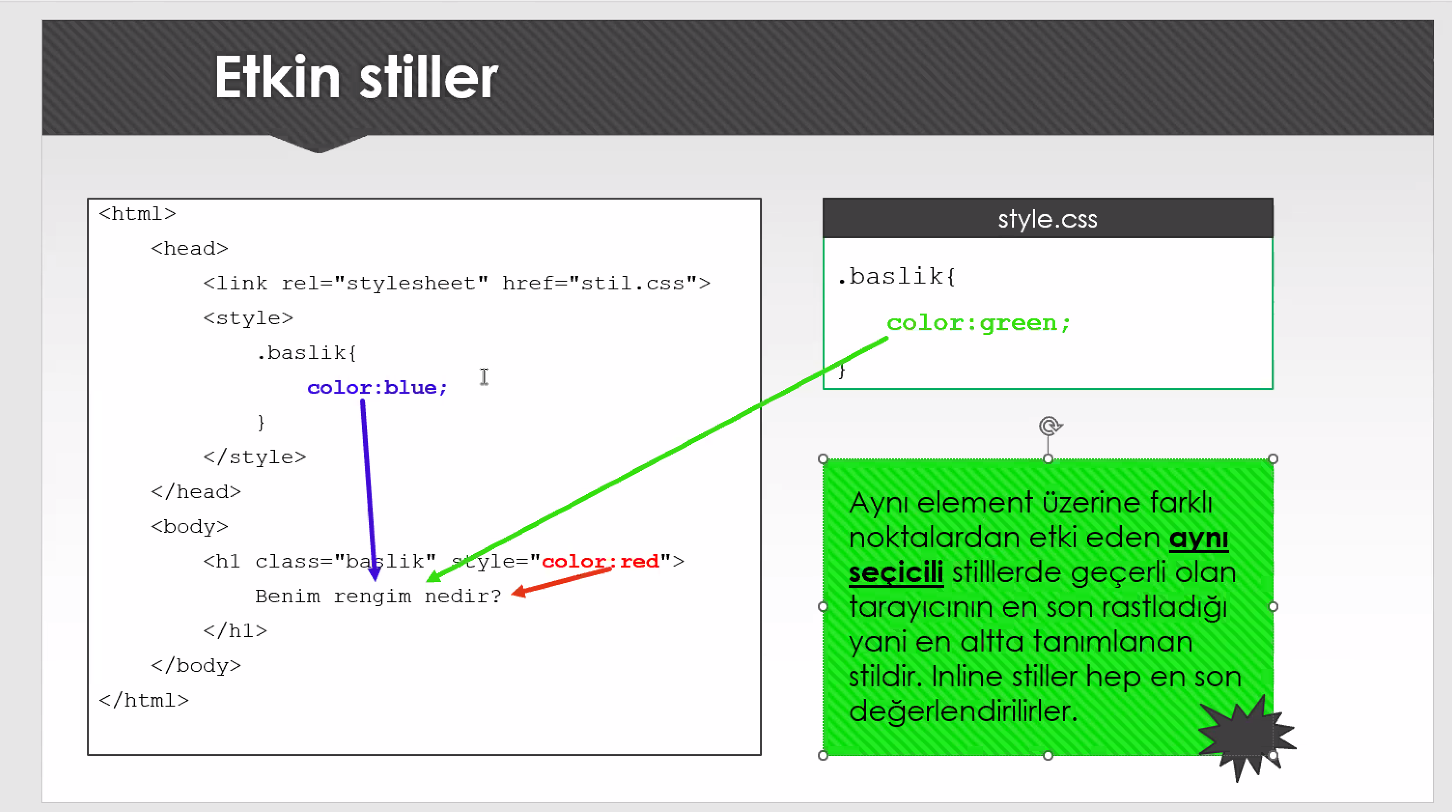 Etkin stiller
<html>
<head>
<link rel="stylesheet" href="stil.css">
<style>
.baslik{
color:blue;
}
</style>
</head>
<body>
<h1 class="baslik" style="color:red">
Benim rengim nedir?
</h1>
</body>
</html>
style.css
.baslik{
color:green;
}
Aynı element üzerine farklı
noktalardan etki eden aynı
seçicili stilllerde geçerli olan
tarayıcının en son rastladığı
yani en altta tanımlanan
stildir. Inline stiller hep en son
değerlendirilirler.